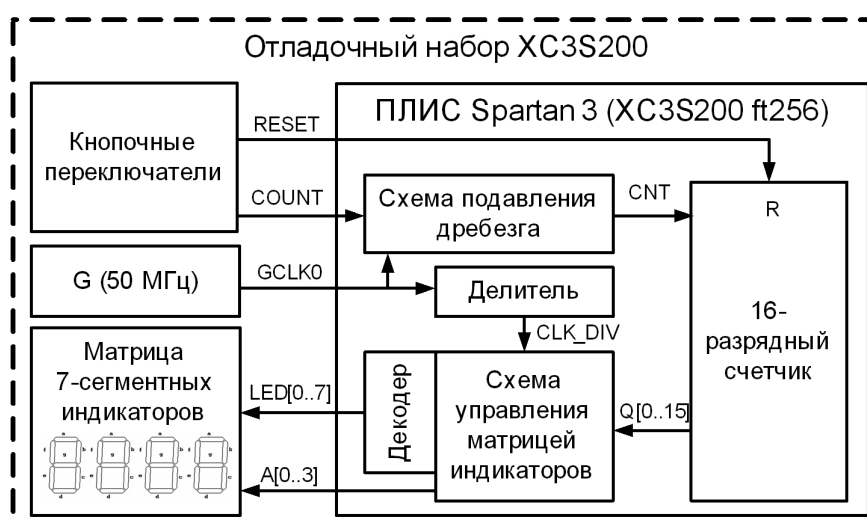 Отладочный набор XC3S200
ПЛИС Spartan 3 (XC3S200 ft256)
Кнопочные
переключатели
RESET
COUNT
Схема подавления
дребезга
CNT
R
G (50 МГц)
GCLK0
Делитель
CLK_DIV
16-
разрядный
счетчик
Матрица
7-сегментных
индикаторов
LED[0..7]
Декодер
Схема
управления
матрицей
индикаторов
Q[0..15]
A[0..3]